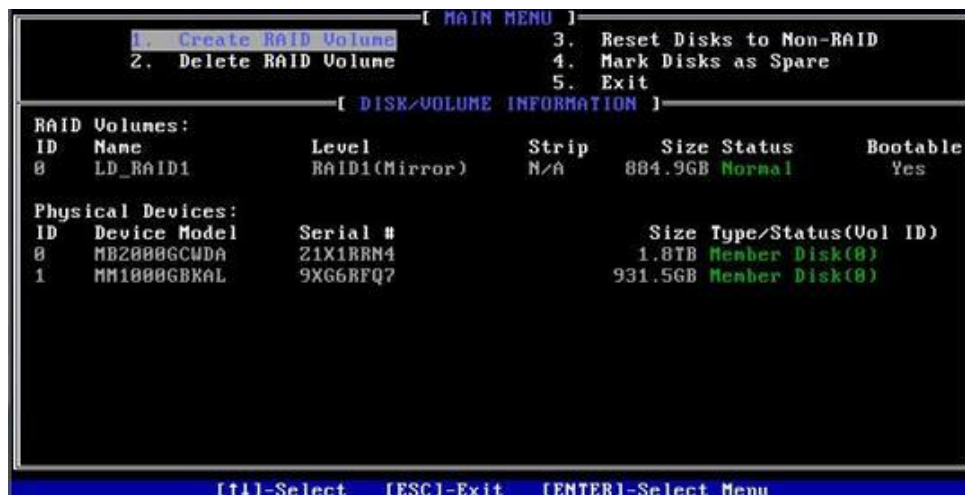 [ MAIN MENU ]
1. Create RAID Volume 3. Reset Disks to Non-RAID
2. Delete RAID Volume 4. Mark Disks as Spare
5. Exit
[ DISK/VOLUME INFORMATION ]
RAID Volumes:
ID Name Level Strip Size Status Bootable
0 LD_RAID1 RAID1(Mirror) N/A 884.9GB Normal Yes
Physical Devices:
ID Device Model Serial # Size Type/Status(Vol ID)
0 MB2000GCWDA Z1X1RRN4 1.8TB Member Disk(0)
1 MM1000GBKAL 9XG6RFQ7 931.5GB Member Disk(0)
[↑↓]-Select [ESC]-Exit [ENTER]-Select Menu